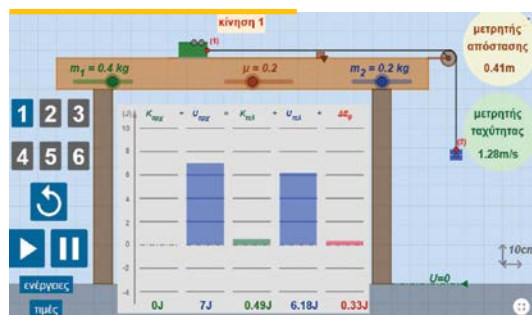 κίνηση 1
(1)
μετρητής
απόστασης
0.41m
m1 = 0.4 kg
μ = 0.2
m2 = 0.2 kg
1 2 3
4 5 6
(J) Kαρχ + Uαρχ = Kτελ + Uτελ +
10
8
6
4
2
0
-2
-4
0J 7J 0.49J 6.18J 0.33J
(2)
μετρητής
ταχύτητας
1.28m/s
10cm
U=0
ενέργειες
τιμές